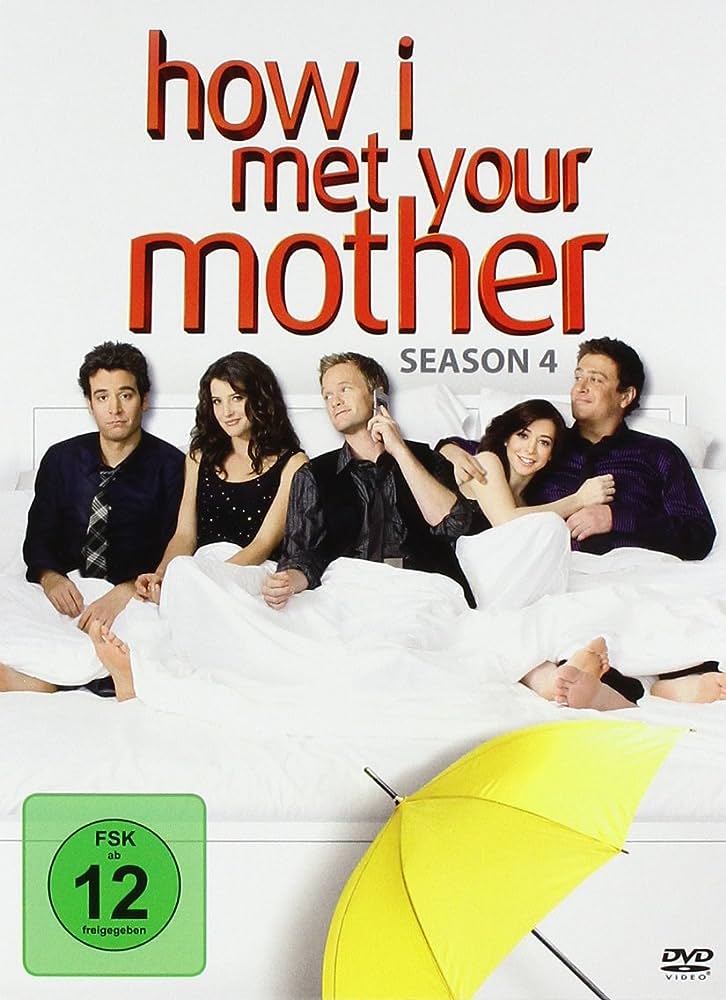 how i
met your
mother
SEASON 4
FSK
ab
12
freigegeben
DVD
VIDEO